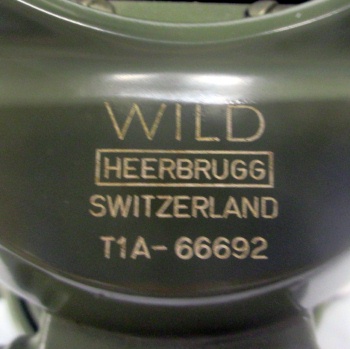 WILD
HEERBRUGG
SWITZERLAND
T1A-66692